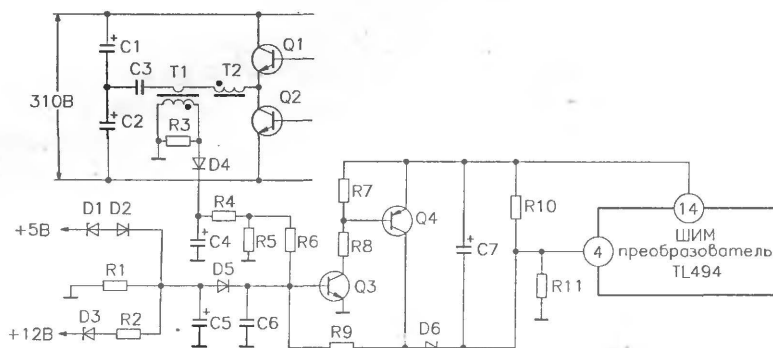 C1
Q1
C3
T1
T2
310В
C2
Q2
R3
D4
R7
Q4
R10
14
R4
D1
D2
+5В
C4
R5
R6
R8
C7
4
ШИМ
преобразователь
TL494
R1
D5
Q3
R11
D3
R2
+12В
C5
C6
R9
D6